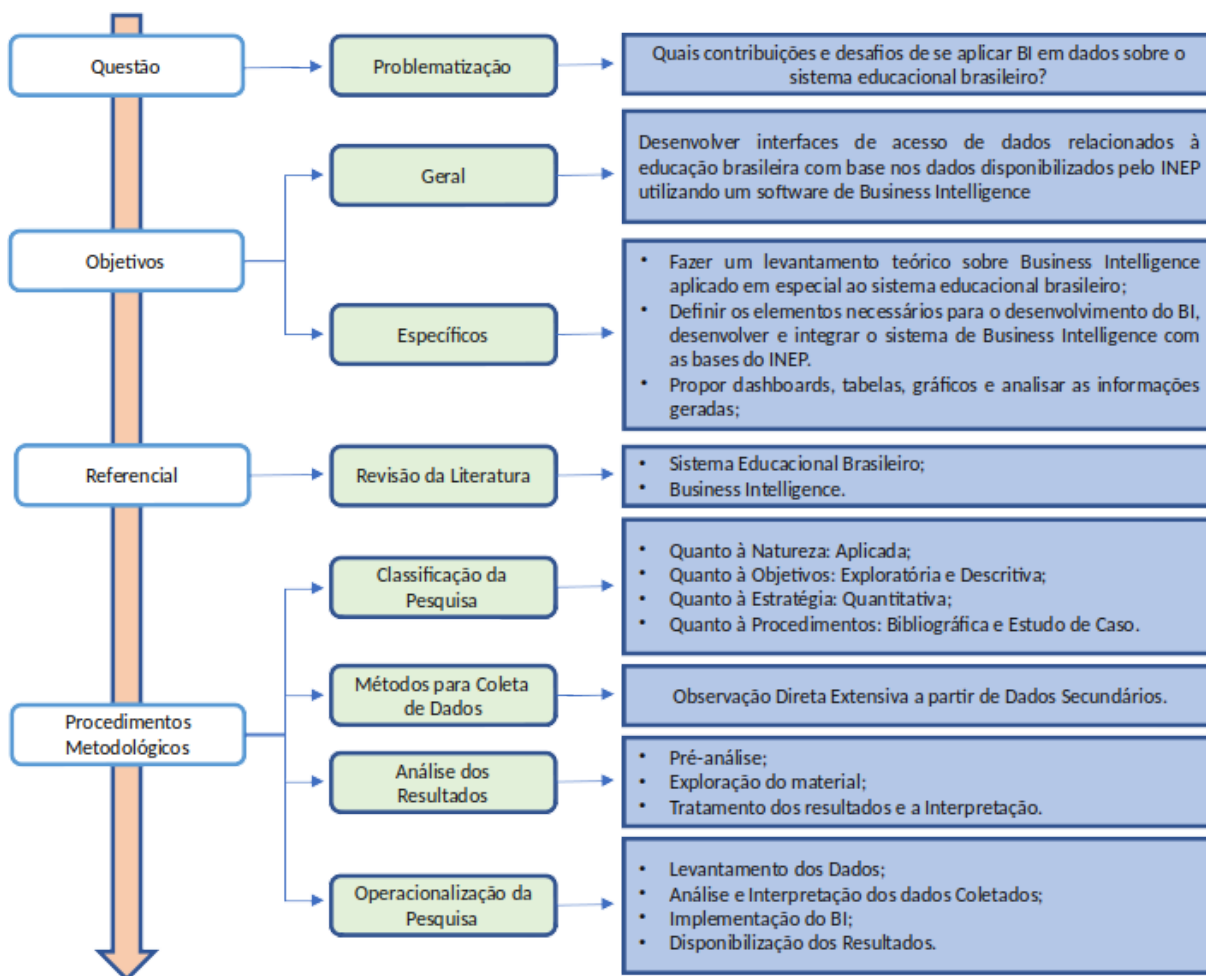 Questão
Problematização
Quais contribuições e desafios de se aplicar BI em dados sobre o
sistema educacional brasileiro?
Objetivos
Geral
Desenvolver interfaces de acesso de dados relacionados à
educação brasileira com base nos dados disponibilizados pelo INEP
utilizando um software de Business Intelligence
Específicos
• Fazer um levantamento teórico sobre Business Intelligence
aplicado em especial ao sistema educacional brasileiro;
• Definir os elementos necessários para o desenvolvimento do BI,
desenvolver e integrar o sistema de Business Intelligence com
as bases do INEP.
• Propor dashboards, tabelas, gráficos e analisar as informações
geradas;
Referencial
Revisão da Literatura
• Sistema Educacional Brasileiro;
• Business Intelligence.
Procedimentos
Metodológicos
Classificação da
Pesquisa
• Quanto à Natureza: Aplicada;
• Quanto à Objetivos: Exploratória e Descritiva;
• Quanto à Estratégia: Quantitativa;
• Quanto à Procedimentos: Bibliográfica e Estudo de Caso.
Métodos para Coleta
de Dados
Observação Direta Extensiva a partir de Dados Secundários.
Análise dos
Resultados
• Pré-análise;
• Exploração do material;
• Tratamento dos resultados e a Interpretação.
Operacionalização da
Pesquisa
• Levantamento dos Dados;
• Análise e Interpretação dos dados Coletados;
• Implementação do BI;
• Disponibilização dos Resultados.